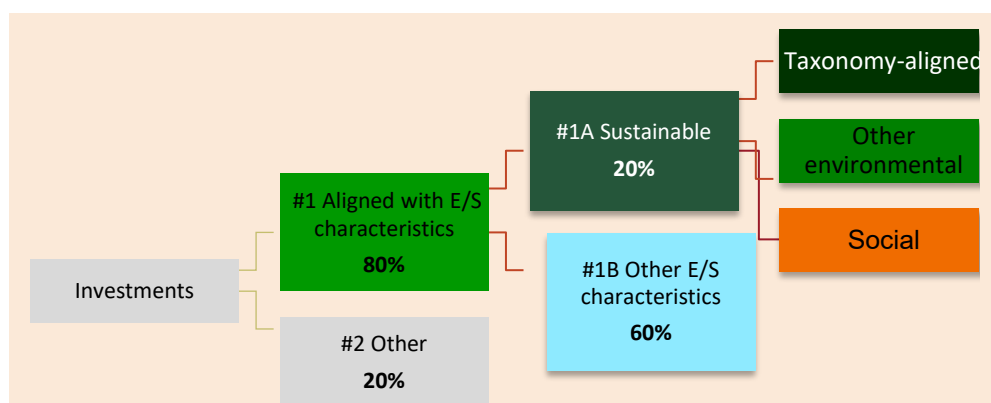 Investments
#1 Aligned with E/S
characteristics
80%
#2 Other
20%
#1A Sustainable
20%
#1B Other E/S
characteristics
60%
Taxonomy-aligned
Other
environmental
Social